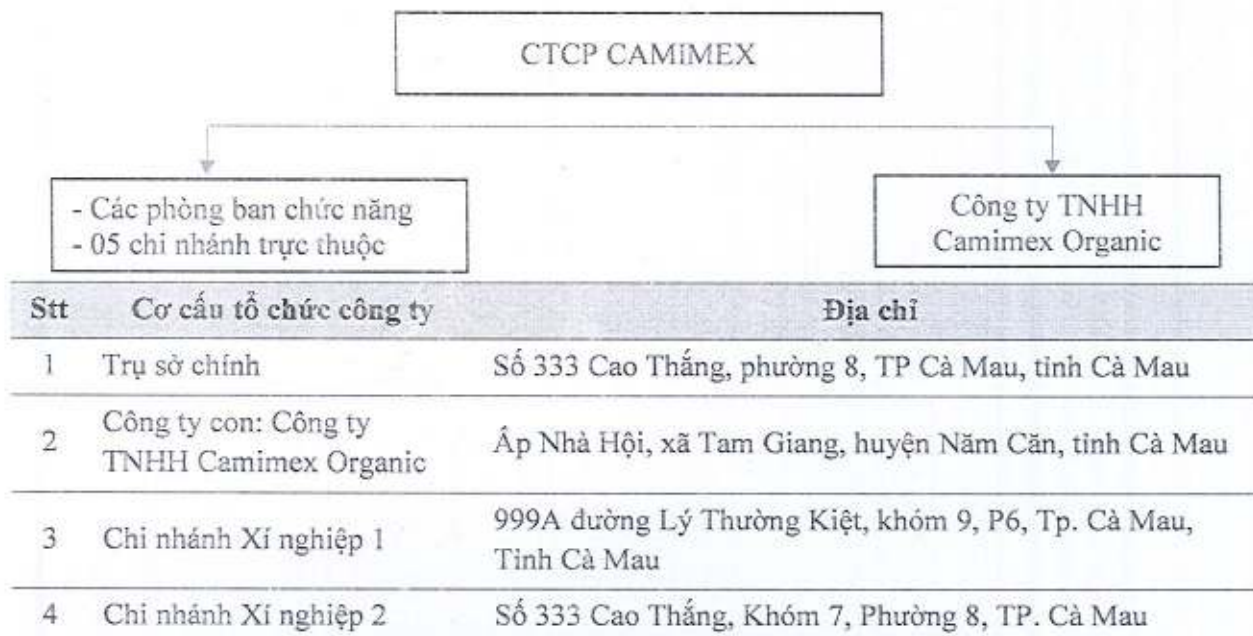 CTCP CAMIMEX
- Các phòng ban chức năng
- 05 chi nhánh trực thuộc
Công ty TNHH
Camimex Organic
Stt Cơ cấu tổ chức công ty Địa chỉ
1 Trụ sở chính Số 333 Cao Thắng, phường 8, TP Cà Mau, tỉnh Cà Mau
2 Công ty con: Công ty
TNHH Camimex Organic
Ấp Nhà Hội, xã Tam Giang, huyện Năm Căn, tỉnh Cà Mau
3 Chi nhánh Xí nghiệp 1
999A đường Lý Thường Kiệt, khóm 9, P6, Tp. Cà Mau,
Tỉnh Cà Mau
4 Chi nhánh Xí nghiệp 2 Số 333 Cao Thắng, Khóm 7, Phường 8, TP. Cà Mau